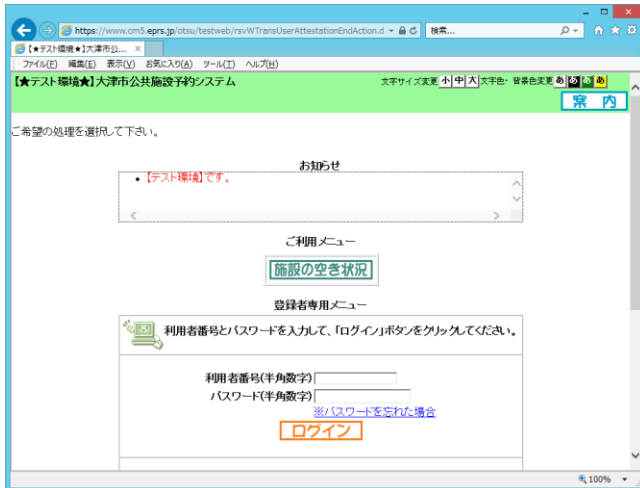 https://www.cm5.eprs.jp/otsu/testweb/rsvWTransUserAttestationEndAction.d
検索...
【★テスト環境★】大津市公...
ファイル(F) 編集(E) 表示(V) お気に入り(A) ツール(T) ヘルプ(H)
【★テスト環境★】大津市公共施設予約システム
文字サイズ変更 小 中 大 文字色・背景色変更 あ あ あ あ
案 内
ご希望の処理を選択して下さい。
お知らせ
• 【テスト環境】です。
ご利用メニュー
施設の空き状況
登録者専用メニュー
利用者番号とパスワードを入力して、「ログイン」ボタンをクリックしてください。
利用者番号(半角数字)
パスワード(半角数字)
※パスワードを忘れた場合
ログイン
100%